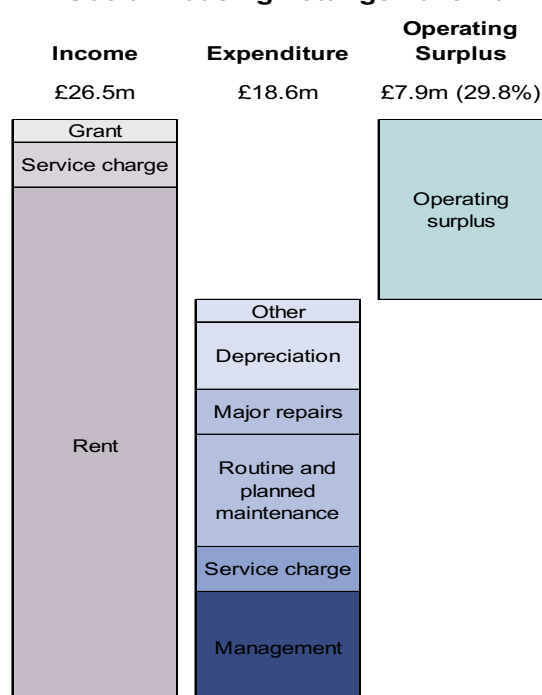 Income
Expenditure
Operating
Surplus
£26.5m
£18.6m
£7.9m (29.8%)
Grant
Service charge
Rent
Other
Depreciation
Major repairs
Routine and
planned
maintenance
Service charge
Management
Operating
surplus